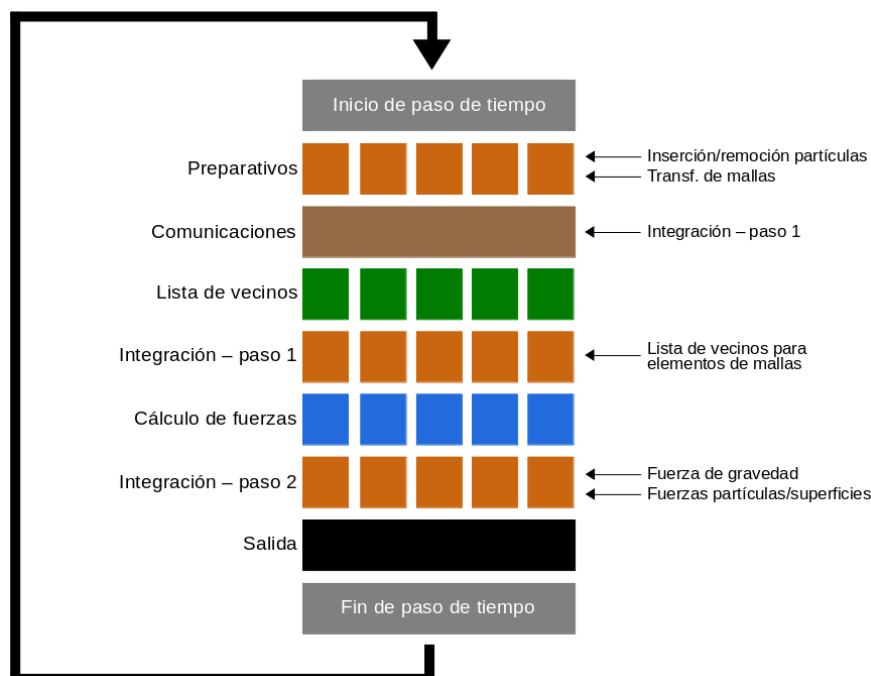 Inicio de paso de tiempo
Preparativos
Inserción/remoción partículas
Transf. de mallas
Comunicaciones
Integración – paso 1
Lista de vecinos
Integración – paso 1
Lista de vecinos para
elementos de mallas
Cálculo de fuerzas
Integración – paso 2
Fuerza de gravedad
Fuerzas partículas/superficies
Salida
Fin de paso de tiempo